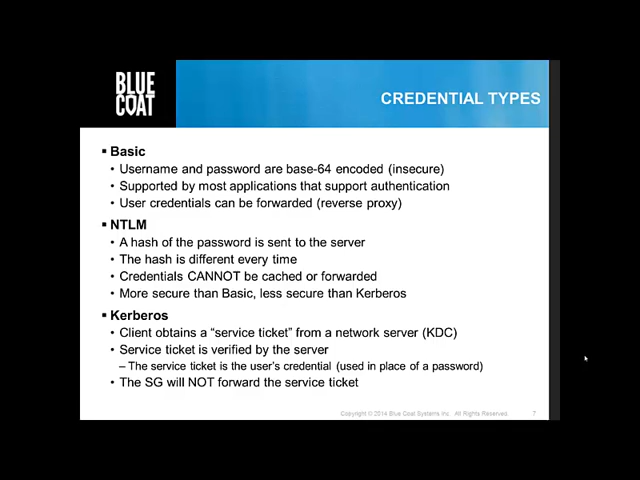 BLUE
COAT
CREDENTIAL TYPES
▪ Basic
• Username and password are base-64 encoded (insecure)
• Supported by most applications that support authentication
• User credentials can be forwarded (reverse proxy)
▪ NTLM
• A hash of the password is sent to the server
• The hash is different every time
• Credentials CANNOT be cached or forwarded
• More secure than Basic, less secure than Kerberos
▪ Kerberos
• Client obtains a “service ticket” from a network server (KDC)
• Service ticket is verified by the server
– The service ticket is the user’s credential (used in place of a password)
• The SG will NOT forward the service ticket
Copyright © 2014 Blue Coat Systems Inc. All Rights Reserved. 7